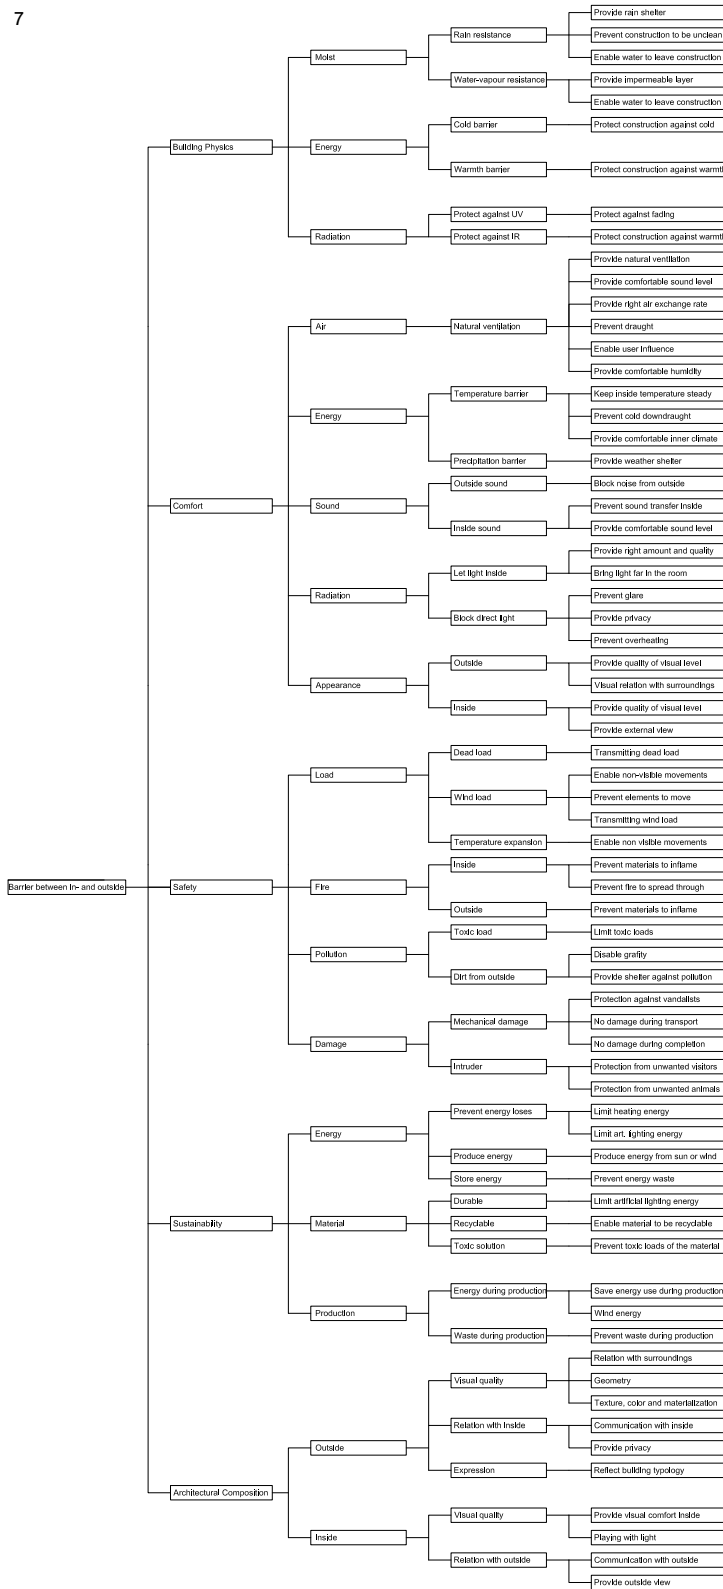 7
Provide rain shelter
Rain resistance
Prevent construction to be unclean
Moist
Enable water to leave construction
Water-vapour resistance
Provide impermeable layer
Enable water to leave construction
Cold barrier
Protect construction against cold
Building Physics
Energy
Warmth barrier
Protect construction against warmth
Protect against UV
Protect against fading
Radiation
Protect against IR
Protect construction against warmth
Provide natural ventilation
Provide comfortable sound level
Provide right air exchange rate
Air
Natural ventilation
Prevent draught
Enable user influence
Provide comfortable humidity
Temperature barrier
Keep inside temperature steady
Energy
Prevent cold downdraught
Provide comfortable inner climate
Precipitation barrier
Provide weather shelter
Outside sound
Block noise from outside
Comfort
Sound
Inside sound
Prevent sound transfer inside
Provide comfortable sound level
Provide right amount and quality
Let light inside
Bring light far in the room
Radiation
Prevent glare
Block direct light
Provide privacy
Prevent overheating
Outside
Provide quality of visual level
Appearance
Visual relation with surroundings
Inside
Provide quality of visual level
Provide external view
Dead load
Transmitting dead load
Load
Enable non-visible movements
Wind load
Prevent elements to move
Transmitting wind load
Temperature expansion
Enable non visible movements
Inside
Prevent materials to inflame
Barrier between in- and outside
Safety
Fire
Prevent fire to spread through
Outside
Prevent materials to inflame
Toxic load
Limit toxic loads
Pollution
Disable grafity
Dirt from outside
Provide shelter against pollution
Protection against vandalists
Mechanical damage
No damage during transport
Damage
No damage during completion
Intruder
Protection from unwanted visitors
Protection from unwanted animals
Prevent energy loses
Limit heating energy
Energy
Limit art. lighting energy
Produce energy
Produce energy from sun or wind
Store energy
Prevent energy waste
Durable
Limit artificial lighting energy
Sustainability
Material
Recyclable
Enable material to be recyclable
Toxic solution
Prevent toxic loads of the material
Energy during production
Save energy use during production
Production
Wind energy
Waste during production
Prevent waste during production
Relation with surroundings
Visual quality
Geometry
Texture, color and materialization
Outside
Relation with Inside
Communication with inside
Provide privacy
Expression
Reflect building typology
Architectural Composition
Visual quality
Provide visual comfort inside
Inside
Playing with light
Relation with outside
Communication with outside
Provide outside view